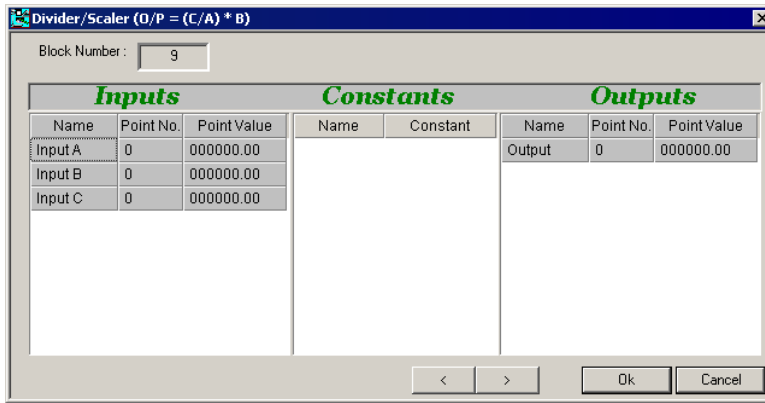 Divider/Scaler (O/P = (C/A) * B)
Block Number : 9
Inputs Constants Outputs
Name Point No. Point Value Name Constant Name Point No. Point Value
Input A 0 000000.00 Output 0 000000.00
Input B 0 000000.00
Input C 0 000000.00
< > Ok Cancel